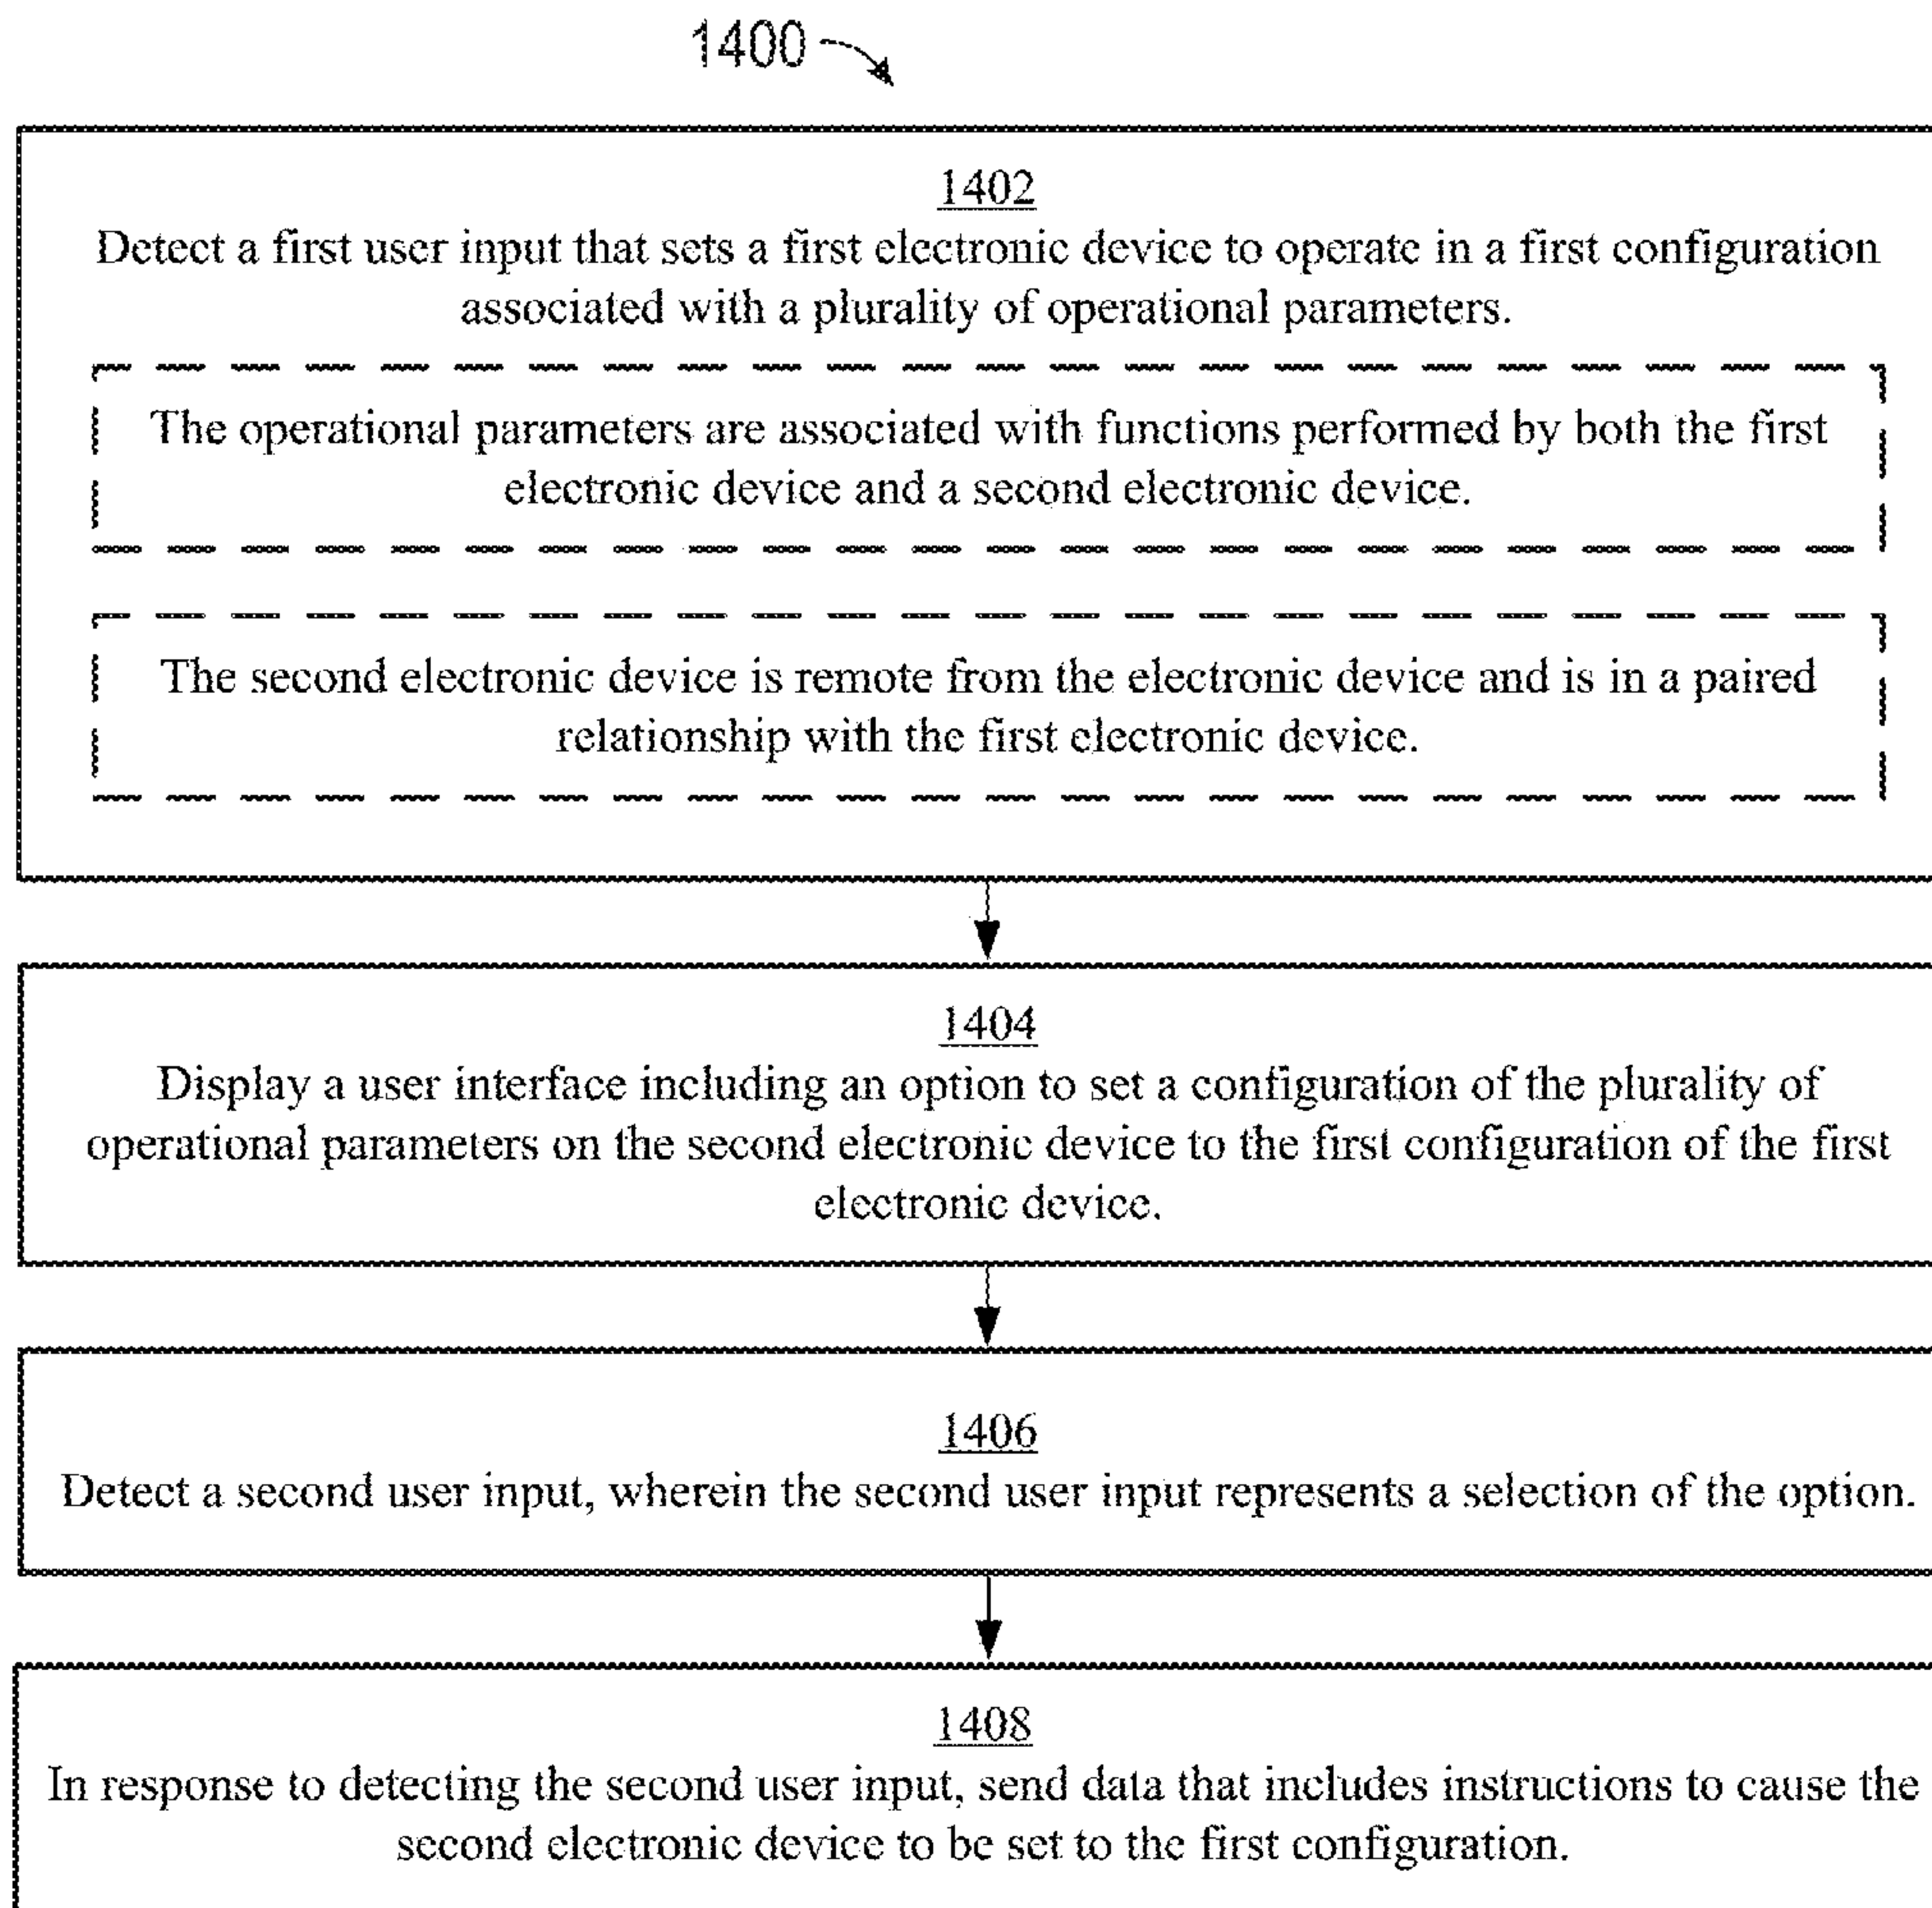 1400
1402
Detect a first user input that sets a first electronic device to operate in a first configuration
associated with a plurality of operational parameters.
The operational parameters are associated with functions performed by both the first
electronic device and a second electronic device.
The second electronic device is remote from the electronic device and is in a paired
relationship with the first electronic device.
1404
Display a user interface including an option to set a configuration of the plurality of
operational parameters on the second electronic device to the first configuration of the first
electronic device.
1406
Detect a second user input, wherein the second user input represents a selection of the option.
1408
In response to detecting the second user input, send data that includes instructions to cause the
second electronic device to be set to the first configuration.